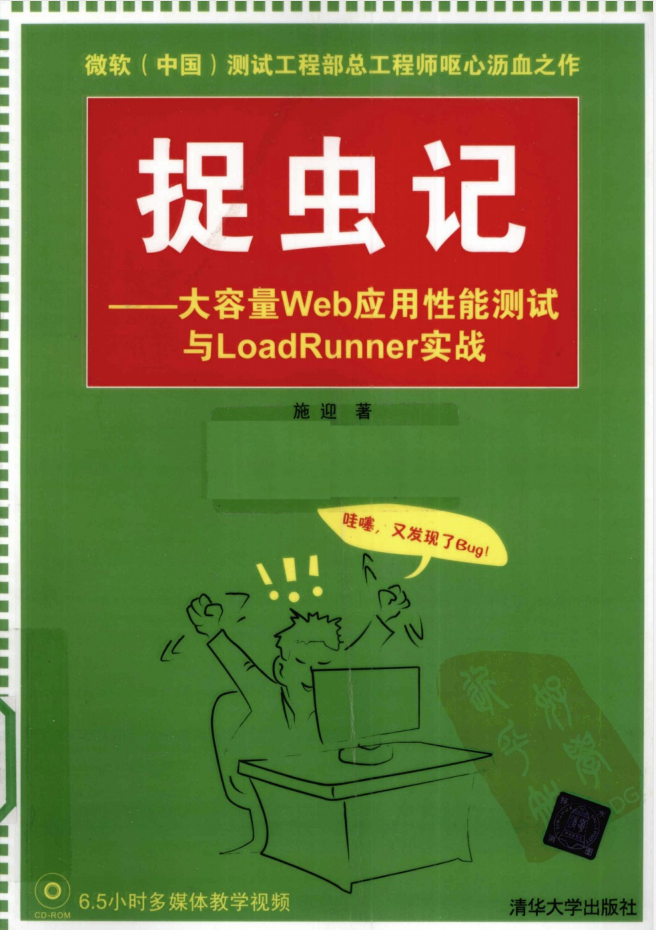 微软（中国）测试工程部总工程师呕心沥血之作
捉虫记
——大容量Web应用性能测试
与LoadRunner实战
施迎 著
哇噻，又发现了Bug!
!!!
CD-ROM
6.5小时多媒体教学视频
清华大学出版社